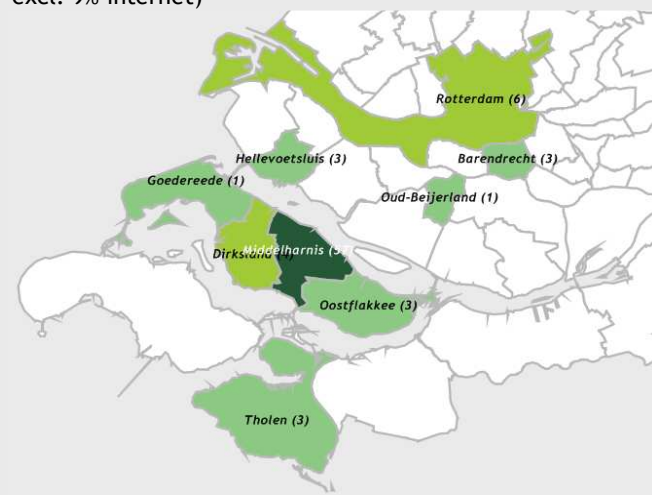 excl. 9% internet)
Rotterdam (6)
Hellevoetsluis (3)
Barendrecht (3)
Goedereede (1)
Oud-Beijerland (1)
Middelharnis
Dirksland
Oostflakkee (3)
Tholen (3)